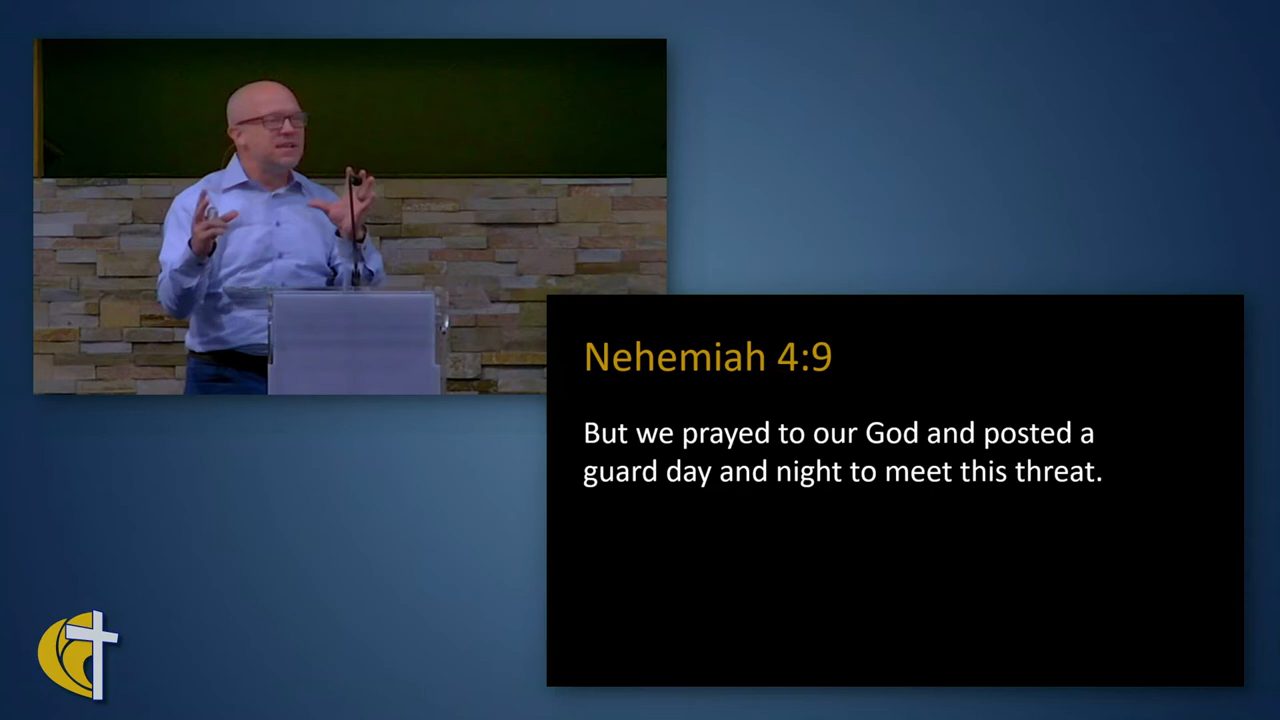 Nehemiah 4:9
But we prayed to our God and posted a
guard day and night to meet this threat.